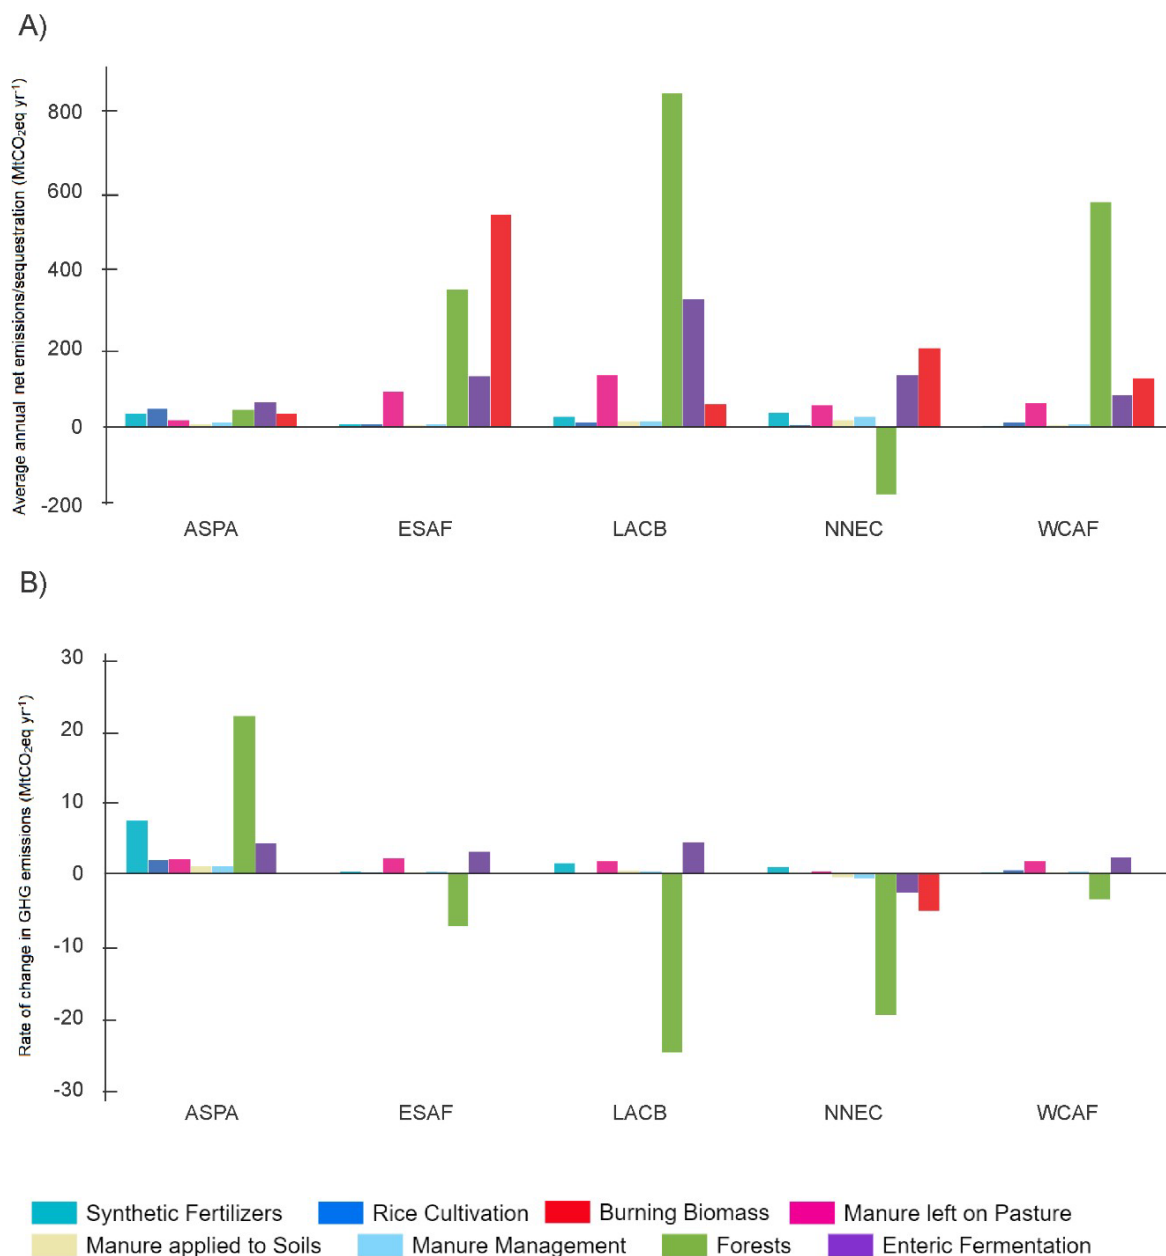 A)
Average annual net emissions/sequestration (MtCO₂eq yr⁻¹)
800
600
400
200
0
-200
ASPA ESAF LACB NNEC WCAF
B)
Rate of change in GHG emissions (MtCO₂eq yr⁻¹)
30
20
10
0
-10
-20
-30
ASPA ESAF LACB NNEC WCAF
Synthetic Fertilizers Rice Cultivation Burning Biomass Manure left on Pasture
Manure applied to Soils Manure Management Forests Enteric Fermentation